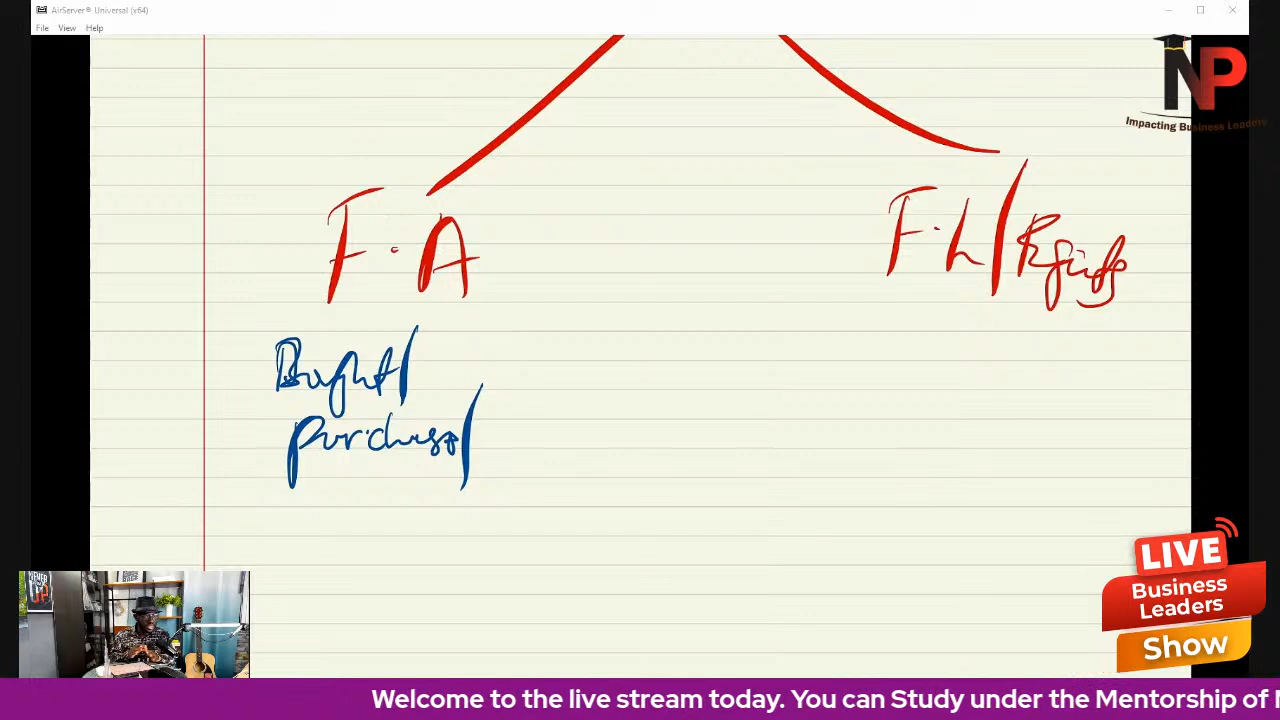 AirServer® Universal (x64)
File View Help
NP
Impacting Business Leaders
F.A
F.L/
Bought/
purchased/
LIVE
Business
Leaders
Show
Welcome to the live stream today. You can Study under the Mentorship of